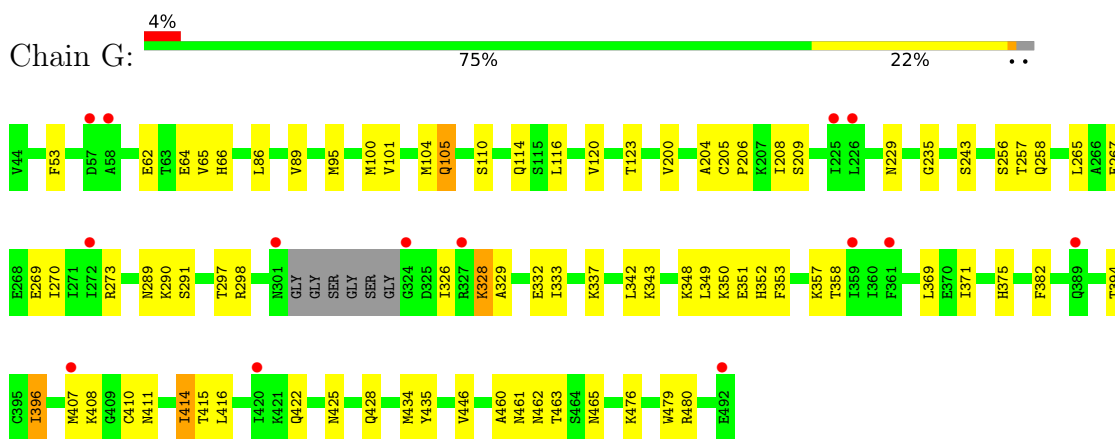 4%
Chain G:
75% 22% • •
V44 F53 D57 A58 E62 T63 E64 V65 H66 L86 V89 M95 M100 V101 M104 Q105 S110 Q114 S115 L116 V120 T123 V200 A204 C205 P206 K207 I208 S209 I225 L226 N229 G235 S243 S256 T257 Q258 L265 A266 E267
E268 E269 I270 I271 I272 R273 N289 K290 S291 T297 R298 N301 GLY GLY SER GLY SER GLY G324 D325 I326 R327 K328 A329 E332 I333 K337 L342 K343 K348 L349 K350 E351 H352 F353 K357 T358 I359 I360 F361 L369 E370 I371 H375 F382 Q389 T394
C395 I396 M407 K408 G409 C410 N411 I414 T415 L416 I420 K421 Q422 N425 Q428 M434 Y435 V446 A460 N461 N462 T463 S464 N465 K476 W479 R480 E492